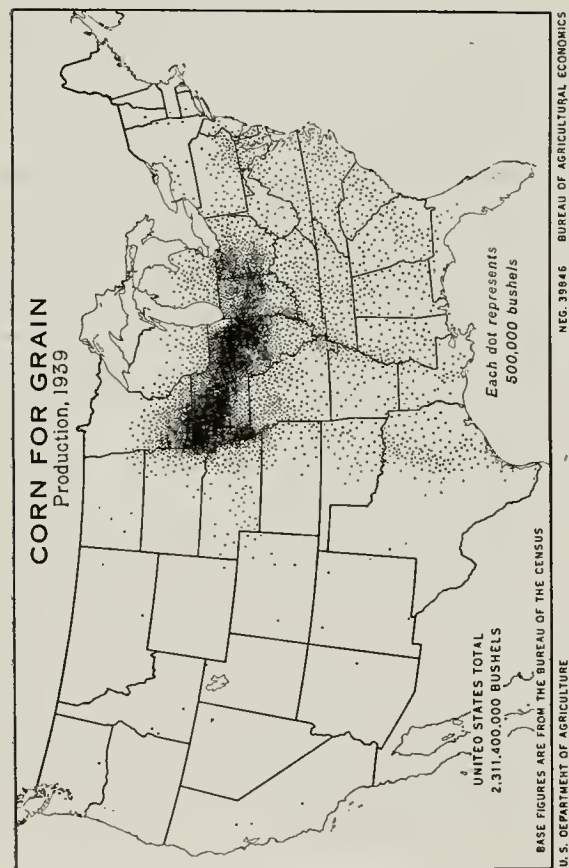 CORN FOR GRAIN
Production, 1939
Each dot represents
500,000 bushels
UNITED STATES TOTAL
2,311,400,000 BUSHELS
BASE FIGURES ARE FROM THE BUREAU OF THE CENSUS
U.S. DEPARTMENT OF AGRICULTURE
NEG. 39846 BUREAU OF AGRICULTURAL ECONOMICS